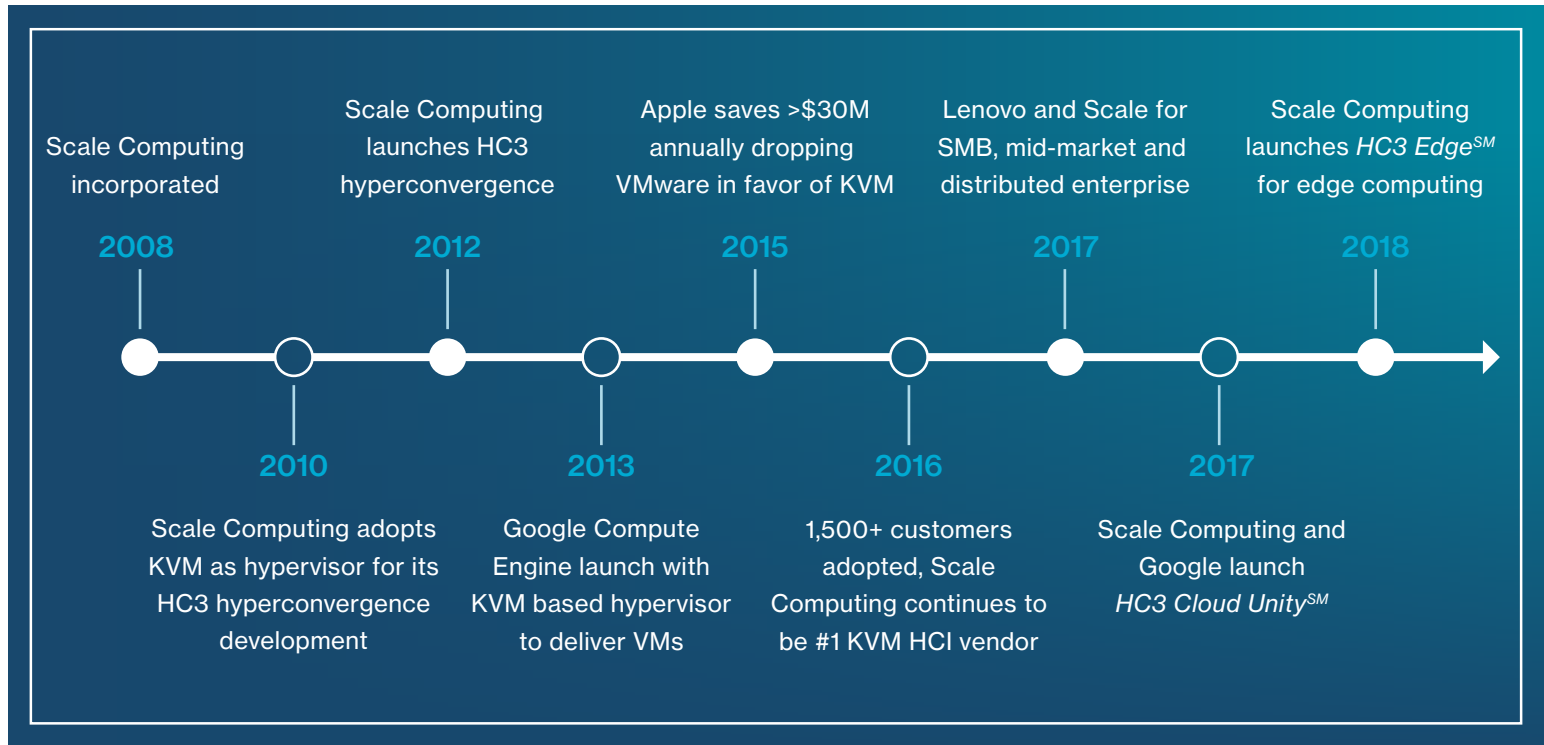 Scale Computing
incorporated
2008
2010
Scale Computing adopts
KVM as hypervisor for its
HC3 hyperconvergence
development
Scale Computing
launches HC3
hyperconvergence
2012
2013
Google Compute
Engine launch with
KVM based hypervisor
to deliver VMs
Apple saves >$30M
annually dropping
VMware in favor of KVM
2015
2016
1,500+ customers
adopted, Scale
Computing continues to
be #1 KVM HCI vendor
Lenovo and Scale for
SMB, mid-market and
distributed enterprise
2017
2017
Scale Computing and
Google launch
HC3 Cloud Unity℠
Scale Computing
launches HC3 Edge℠
for edge computing
2018